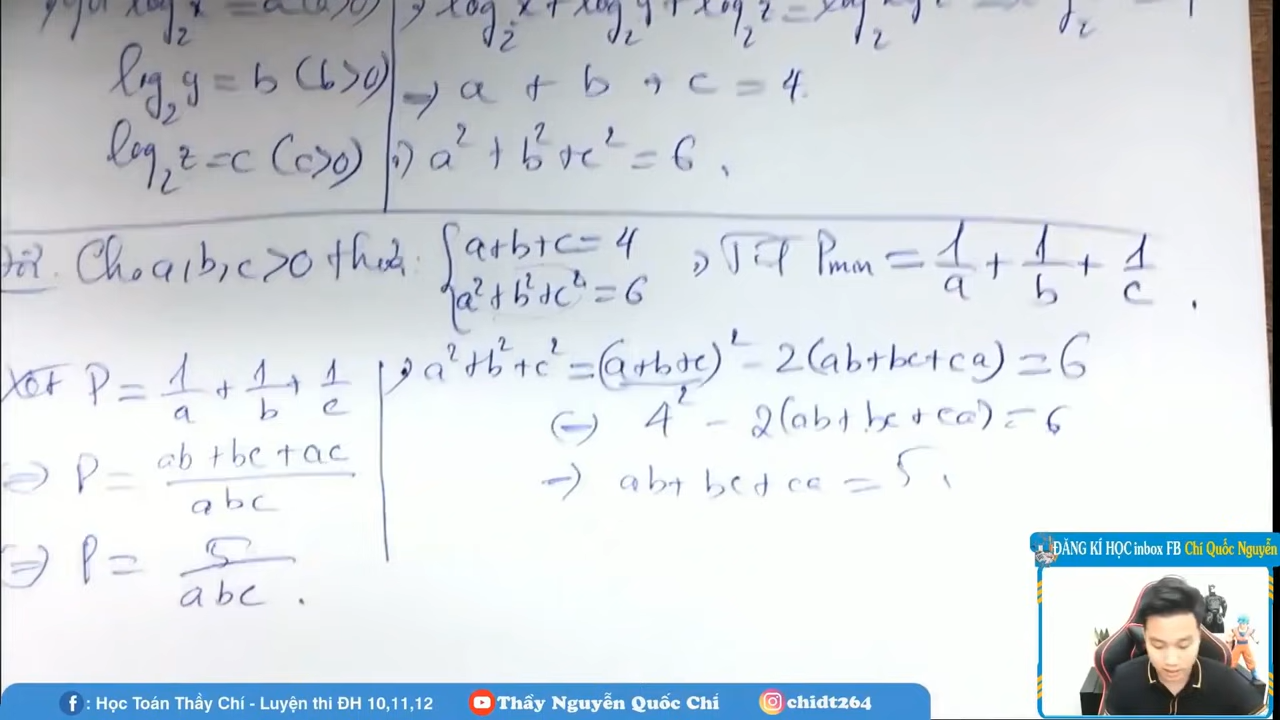 log₂y = b (b>0) → a + b + c = 4.
log₂z = c (c>0) a² + b² + c² = 6.
Cho a, b, c >0 thỏa: { a+b+c = 4
a²+b²+c² = 6
Pmin = 1/a + 1/b + 1/c .
P = 1/a + 1/b + 1/c
a²+b²+c² = (a+b+c)² - 2(ab+bc+ca) = 6
(=) 4² - 2(ab+bc+ca) = 6
→ ab+bc+ca = 5.
=) P = (ab+bc+ac)/abc
=) P = 5/abc .
ĐĂNG KÍ HỌC inbox FB Chí Quốc Nguyễn
: Học Toán Thầy Chí - Luyện thi ĐH 10,11,12
Thầy Nguyễn Quốc Chí
chidt264